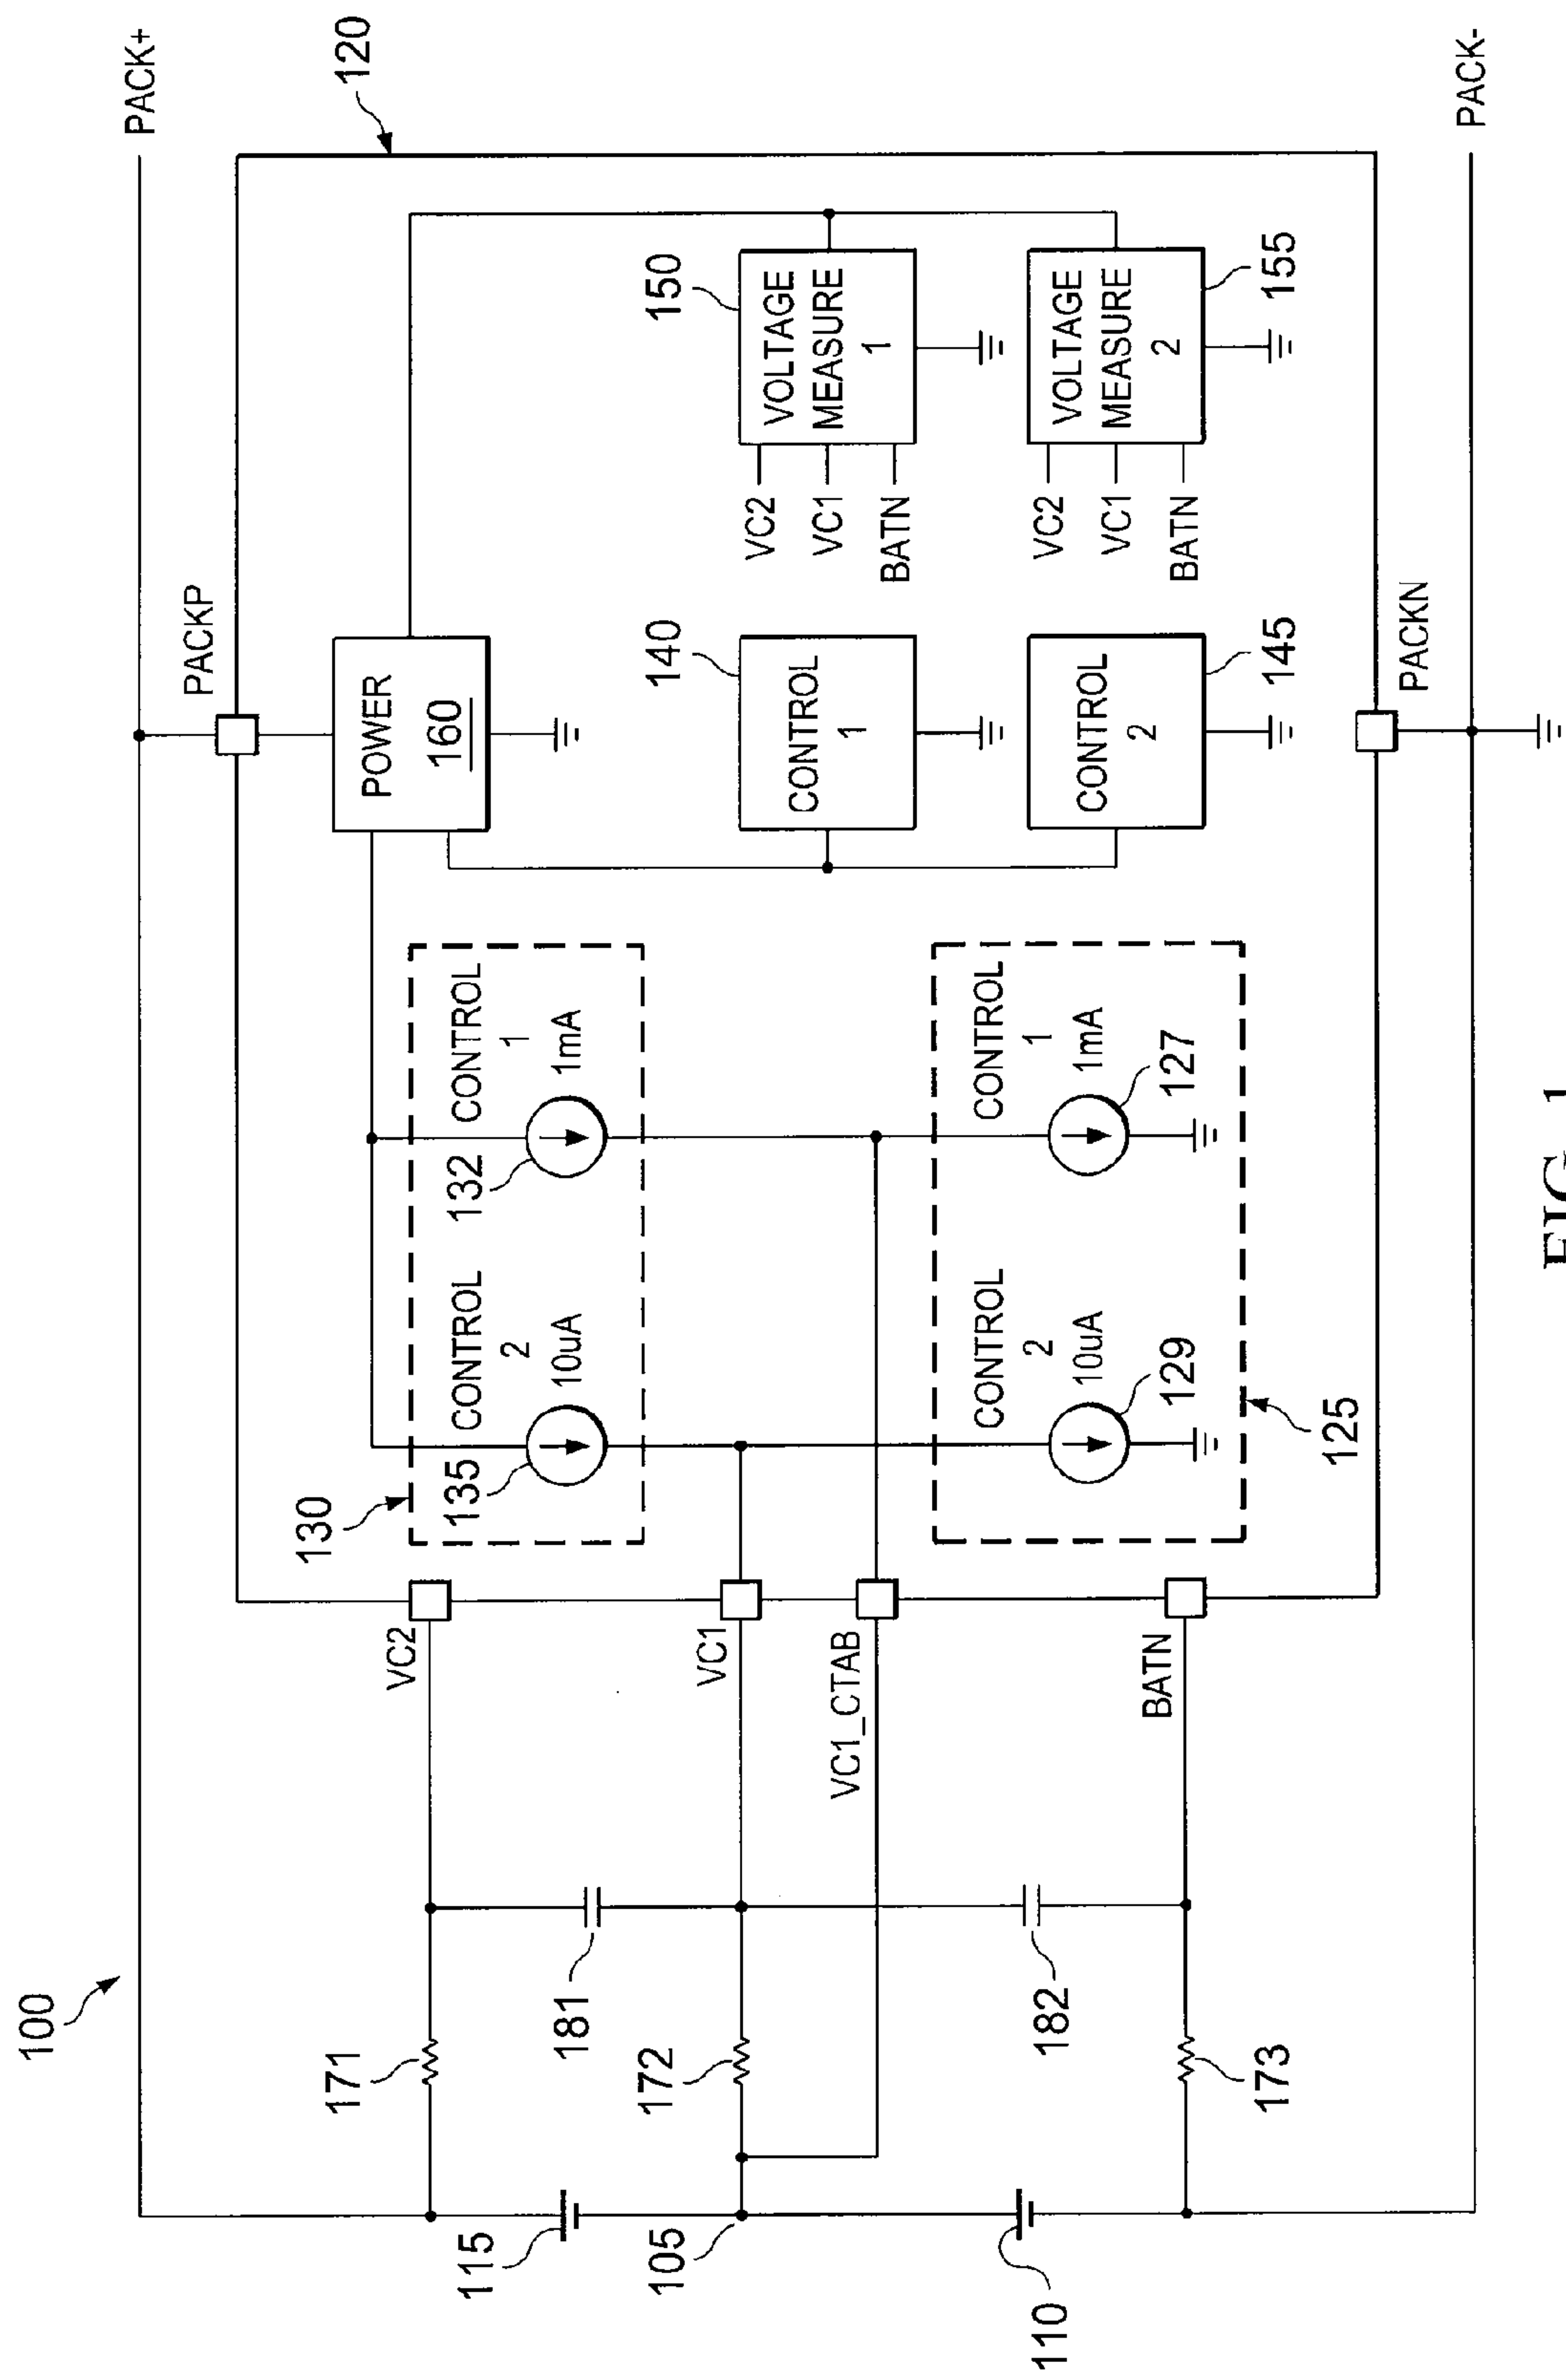 100
PACK+
PACKP
120
POWER
160
130
CONTROL
2
10uA
135
CONTROL
1
1mA
132
VC2
171
115
181
VC1
172
105
VC1_CTAB
140
CONTROL
1
150
VOLTAGE
MEASURE
1
VC2
VC1
BATN
CONTROL
2
10uA
129
CONTROL
1
1mA
127
125
CONTROL
2
145
VOLTAGE
MEASURE
2
155
VC2
VC1
BATN
182
110
BATN
173
PACKN
PACK-
FIG. 1